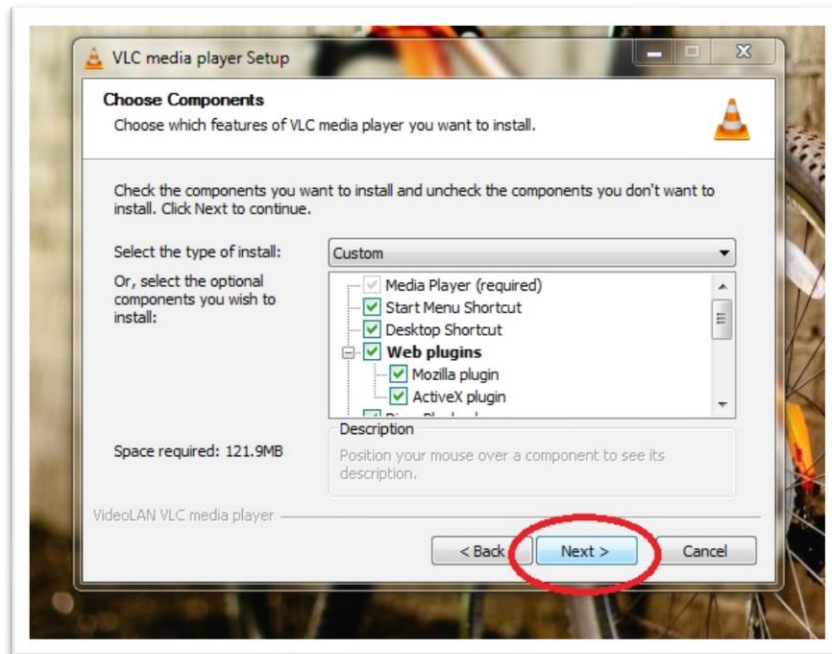 VLC media player Setup
Choose Components
Choose which features of VLC media player you want to install.
Check the components you want to install and uncheck the components you don't want to
install. Click Next to continue.
Select the type of install:
Custom
Or, select the optional
components you wish to
install:
Media Player (required)
Start Menu Shortcut
Desktop Shortcut
Web plugins
Mozilla plugin
ActiveX plugin
Space required: 121.9MB
Description
Position your mouse over a component to see its
description.
VideoLAN VLC media player
< Back
Next >
Cancel